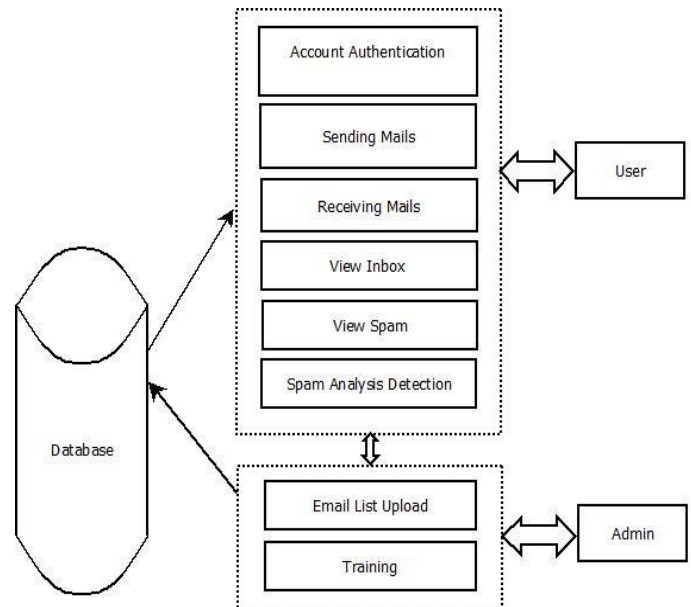 Account Authentication
Sending Mails
User
Receiving Mails
View Inbox
View Spam
Spam Analysis Detection
Database
Email List Upload
Admin
Training